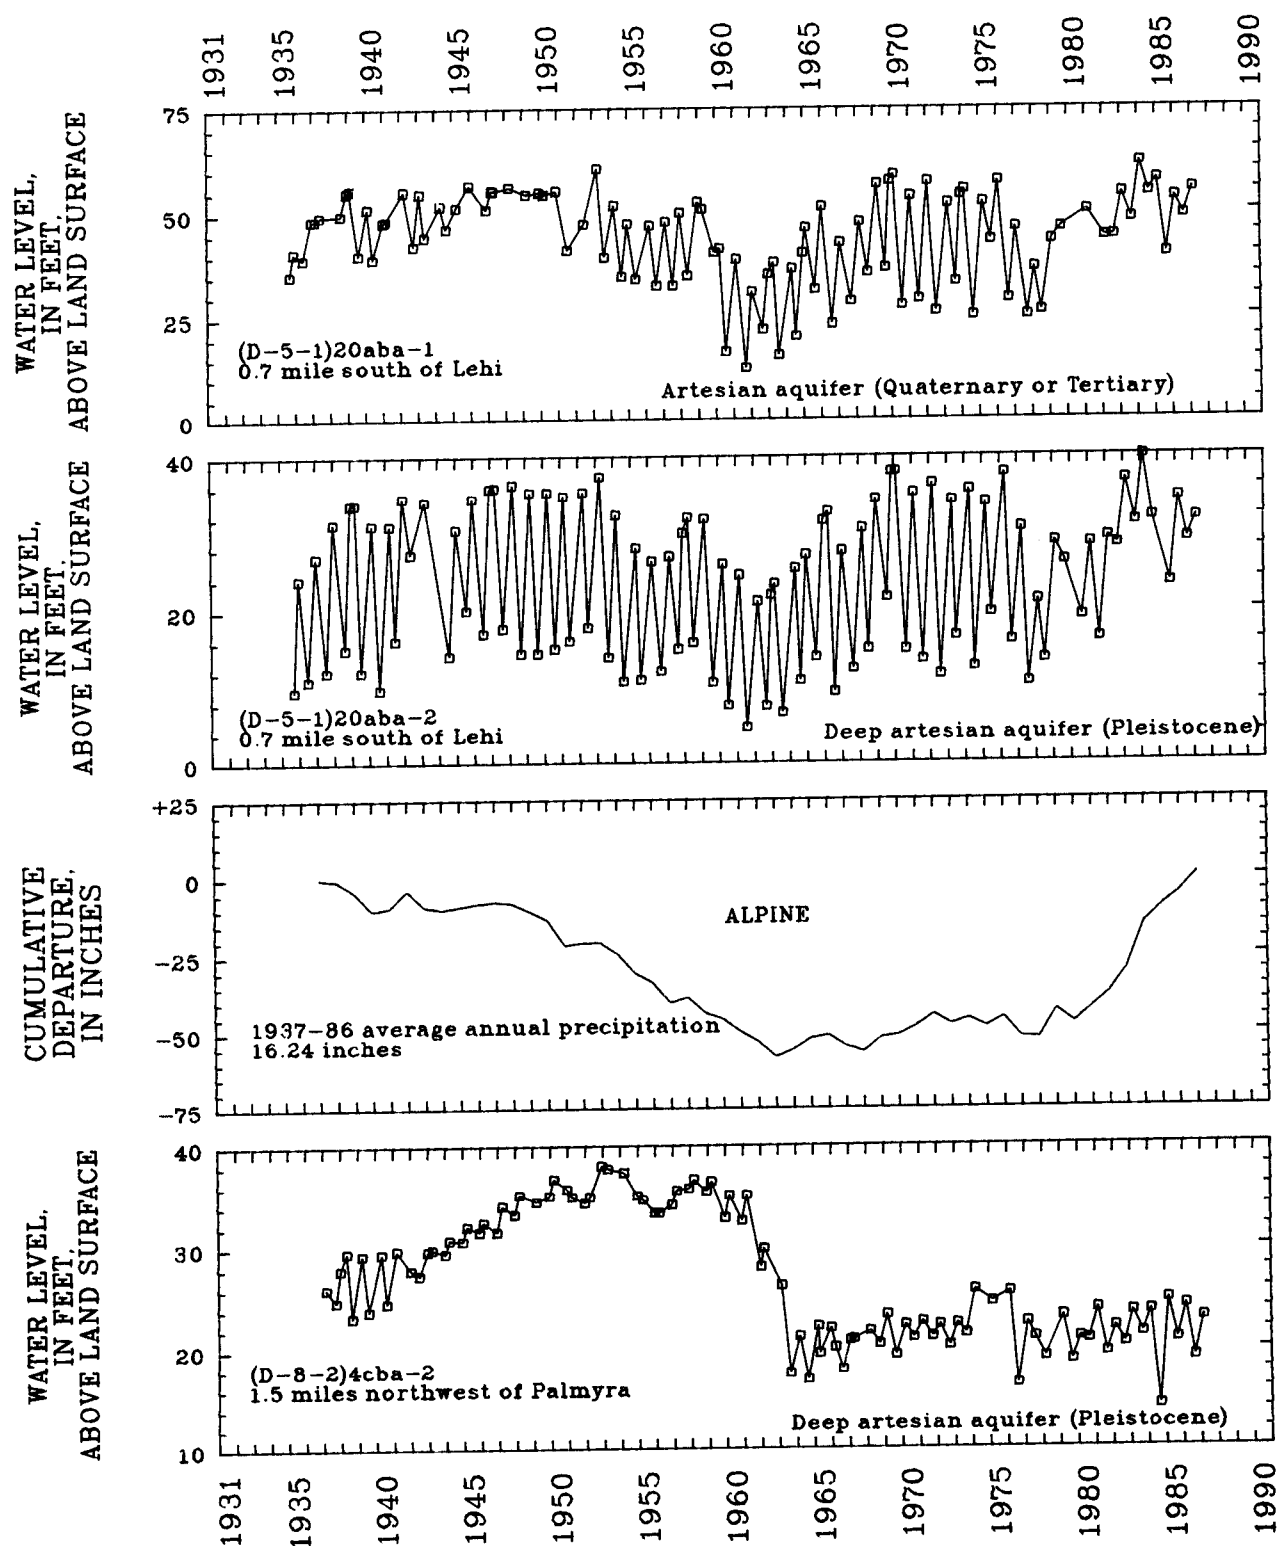 1931
1935
1940
1945
1950
1955
1960
1965
1970
1975
1980
1985
1990
WATER LEVEL,
IN FEET,
ABOVE LAND SURFACE
75
50
25
0
(D-5-1)20aba-1
0.7 mile south of Lehi
Artesian aquifer (Quaternary or Tertiary)
WATER LEVEL,
IN FEET,
ABOVE LAND SURFACE
40
20
0
(D-5-1)20aba-2
0.7 mile south of Lehi
Deep artesian aquifer (Pleistocene)
CUMULATIVE
DEPARTURE,
IN INCHES
+25
0
-25
-50
-75
ALPINE
1937-86 average annual precipitation
16.24 inches
WATER LEVEL,
IN FEET,
ABOVE LAND SURFACE
40
30
20
10
(D-8-2)4cba-2
1.5 miles northwest of Palmyra
Deep artesian aquifer (Pleistocene)
1931
1935
1940
1945
1950
1955
1960
1965
1970
1975
1980
1985
1990